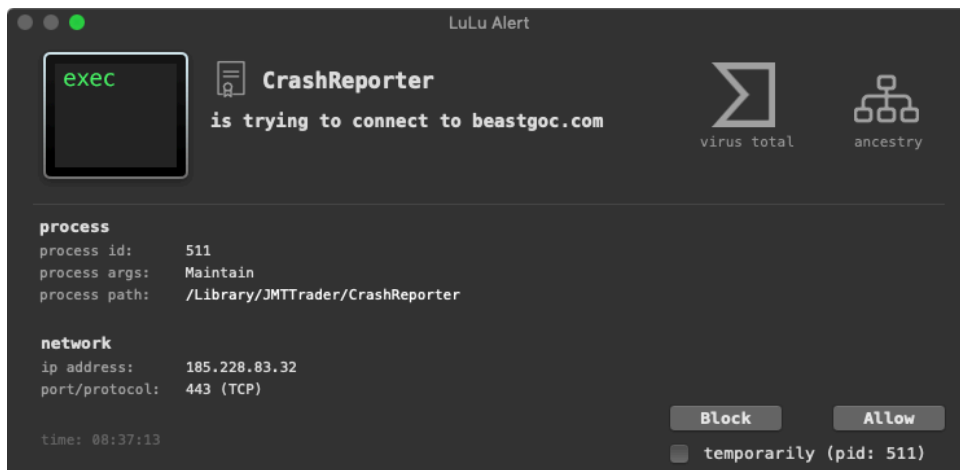 LuLu Alert
exec
CrashReporter
is trying to connect to beastgoc.com
virus total
ancestry
process
process id: 511
process args: Maintain
process path: /Library/JMTTrader/CrashReporter
network
ip address: 185.228.83.32
port/protocol: 443 (TCP)
time: 08:37:13
Block
Allow
temporarily (pid: 511)